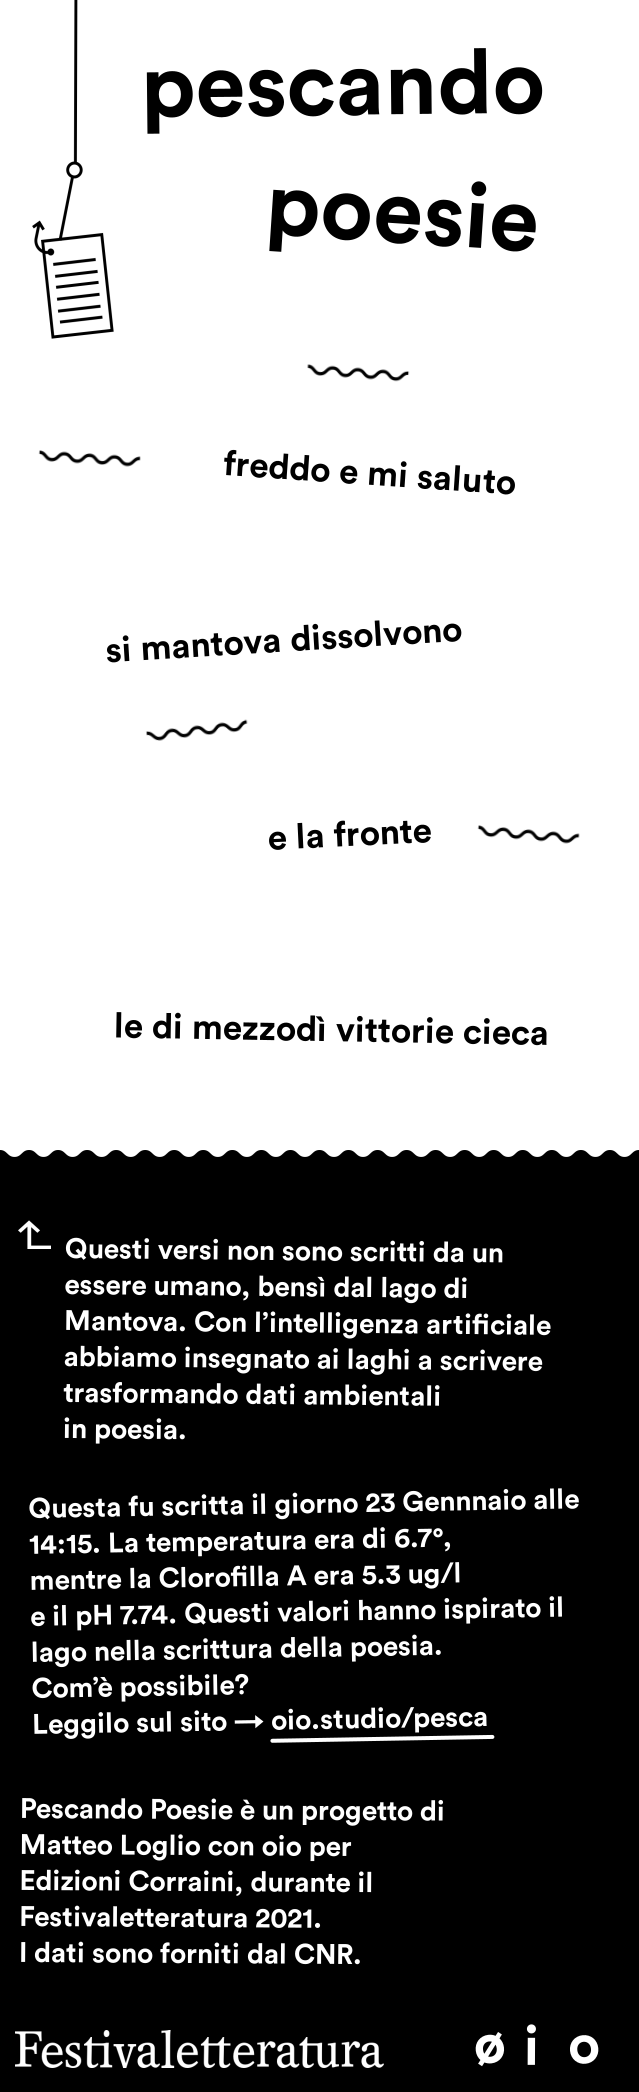 pescando
poesie
freddo e mi saluto
si mantova dissolvono
e la fronte
le di mezzodì vittorie cieca
Questi versi non sono scritti da un
essere umano, bensì dal lago di
Mantova. Con l’intelligenza artificiale
abbiamo insegnato ai laghi a scrivere
trasformando dati ambientali
in poesia.
Questa fu scritta il giorno 23 Gennnaio alle
14:15. La temperatura era di 6.7°,
mentre la Clorofilla A era 5.3 ug/l
e il pH 7.74. Questi valori hanno ispirato il
lago nella scrittura della poesia.
Com’è possibile?
Leggilo sul sito → oio.studio/pesca
Pescando Poesie è un progetto di
Matteo Loglio con oio per
Edizioni Corraini, durante il
Festivaletteratura 2021.
I dati sono forniti dal CNR.
Festivaletteratura øio